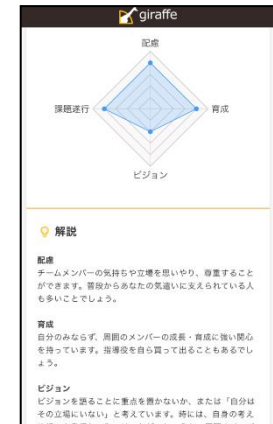 giraffe
配慮
課題遂行
育成
ビジョン
解説
配慮
チームメンバーの気持ちや立場を思いやり、尊重すること
ができます。普段からあなたの気遣いに支えられている人
も多いことでしょう。
育成
自分のみならず、周囲のメンバーの成長・育成に強い関心
を持っています。指導役を自ら買って出ることもあるでし
ょう。
ビジョン
ビジョンを語ることに重点を置かないか、または「自分は
その立場にいない」と考えています。時には、自身の考え